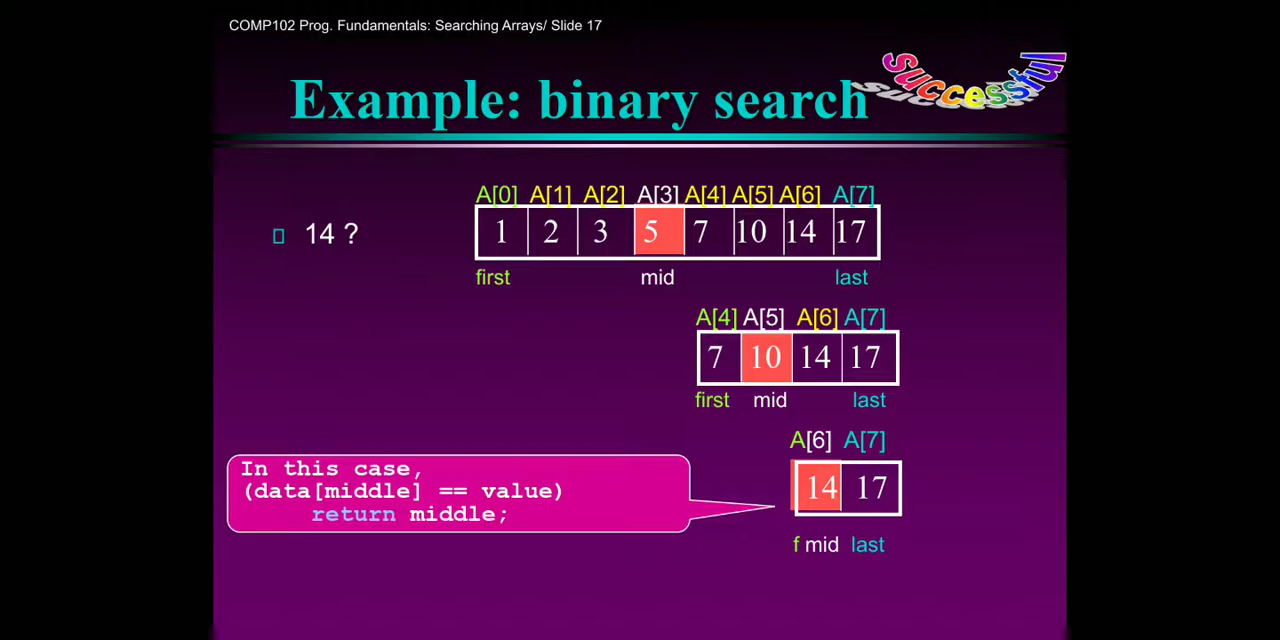 COMP102 Prog. Fundamentals: Searching Arrays/ Slide 17
Successful
Example: binary search
A[0] A[1] A[2] A[3] A[4] A[5] A[6] A[7]
14 ?
1 2 3 5 7 10 14 17
first mid last
A[4] A[5] A[6] A[7]
7 10 14 17
first mid last
A[6] A[7]
In this case,
(data[middle] == value)
return middle;
14 17
f mid last